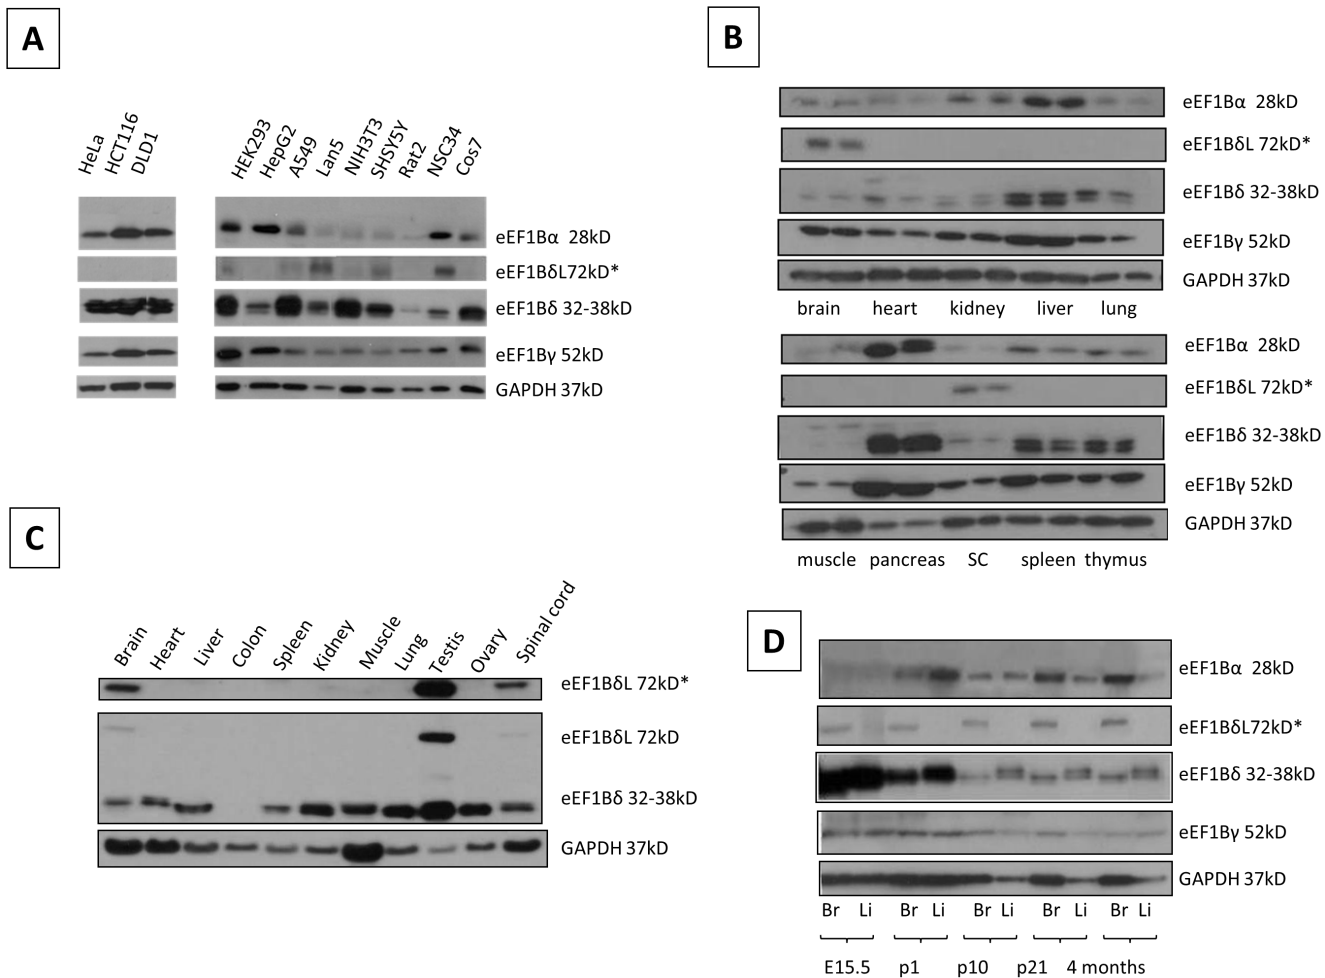 A
HeLa
HCT116
DLD1
HEK293
HepG2
A549
Lan5
NIH3T3
SHSY5Y
Rat2
NSC34
Cos7
eEF1Bα 28kD
eEF1BδL72kD*
eEF1Bδ 32-38kD
eEF1Bγ 52kD
GAPDH 37kD
B
eEF1Bα 28kD
eEF1BδL 72kD*
eEF1Bδ 32-38kD
eEF1Bγ 52kD
GAPDH 37kD
brain heart kidney liver lung
eEF1Bα 28kD
eEF1BδL 72kD*
eEF1Bδ 32-38kD
eEF1Bγ 52kD
GAPDH 37kD
muscle pancreas SC spleen thymus
C
Brain
Heart
Liver
Colon
Spleen
Kidney
Muscle
Lung
Testis
Ovary
Spinal cord
eEF1BδL 72kD*
eEF1BδL 72kD
eEF1Bδ 32-38kD
GAPDH 37kD
D
eEF1Bα 28kD
eEF1BδL72kD*
eEF1Bδ 32-38kD
eEF1Bγ 52kD
GAPDH 37kD
Br Li Br Li Br Li Br Li Br Li
E15.5 p1 p10 p21 4 months